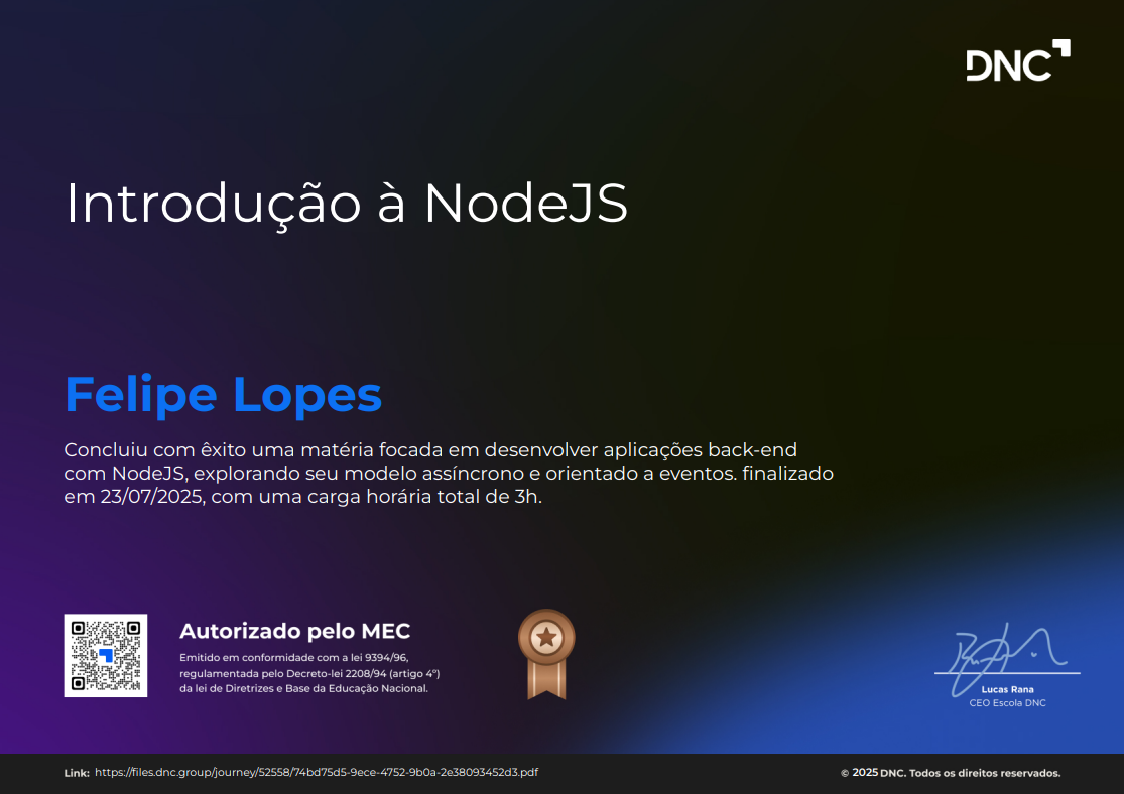 DNC
Introdução à NodeJS
Felipe Lopes
Concluiu com êxito uma matéria focada em desenvolver aplicações back-end
com NodeJS, explorando seu modelo assíncrono e orientado a eventos. finalizado
em 23/07/2025, com uma carga horária total de 3h.
Autorizado pelo MEC
Emitido em conformidade com a lei 9394/96,
regulamentada pelo Decreto-lei 2208/94 (artigo 4º)
da lei de Diretrizes e Base da Educação Nacional.
Lucas Rana
CEO Escola DNC
Link: https://files.dnc.group/journey/52558/74bd75d5-9ece-4752-9b0a-2e38093452d3.pdf
© 2025 DNC. Todos os direitos reservados.